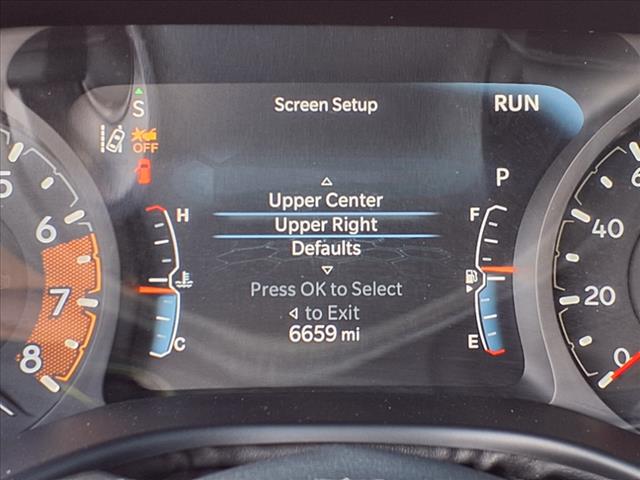 S
Screen Setup
RUN
OFF
P
Upper Center
Upper Right
Defaults
Press OK to Select
to Exit
6659 mi
H
C
F
E
5
6
7
8
6
40
20
0